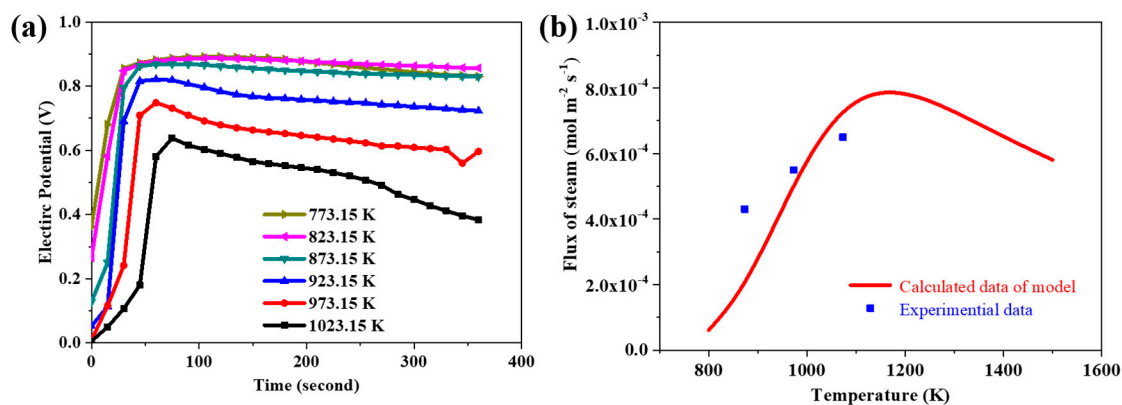 (a)
1.0
0.8
0.6
0.4
0.2
0.0
Electirc Potential (V)
773.15 K
823.15 K
873.15 K
923.15 K
973.15 K
1023.15 K
0
100
200
300
400
Time (second)
(b)
1.0x10⁻³
8.0x10⁻⁴
6.0x10⁻⁴
4.0x10⁻⁴
2.0x10⁻⁴
0.0
Flux of steam (mol m⁻² s⁻¹)
Calculated data of model
Experimential data
800
1000
1200
1400
1600
Temperature (K)